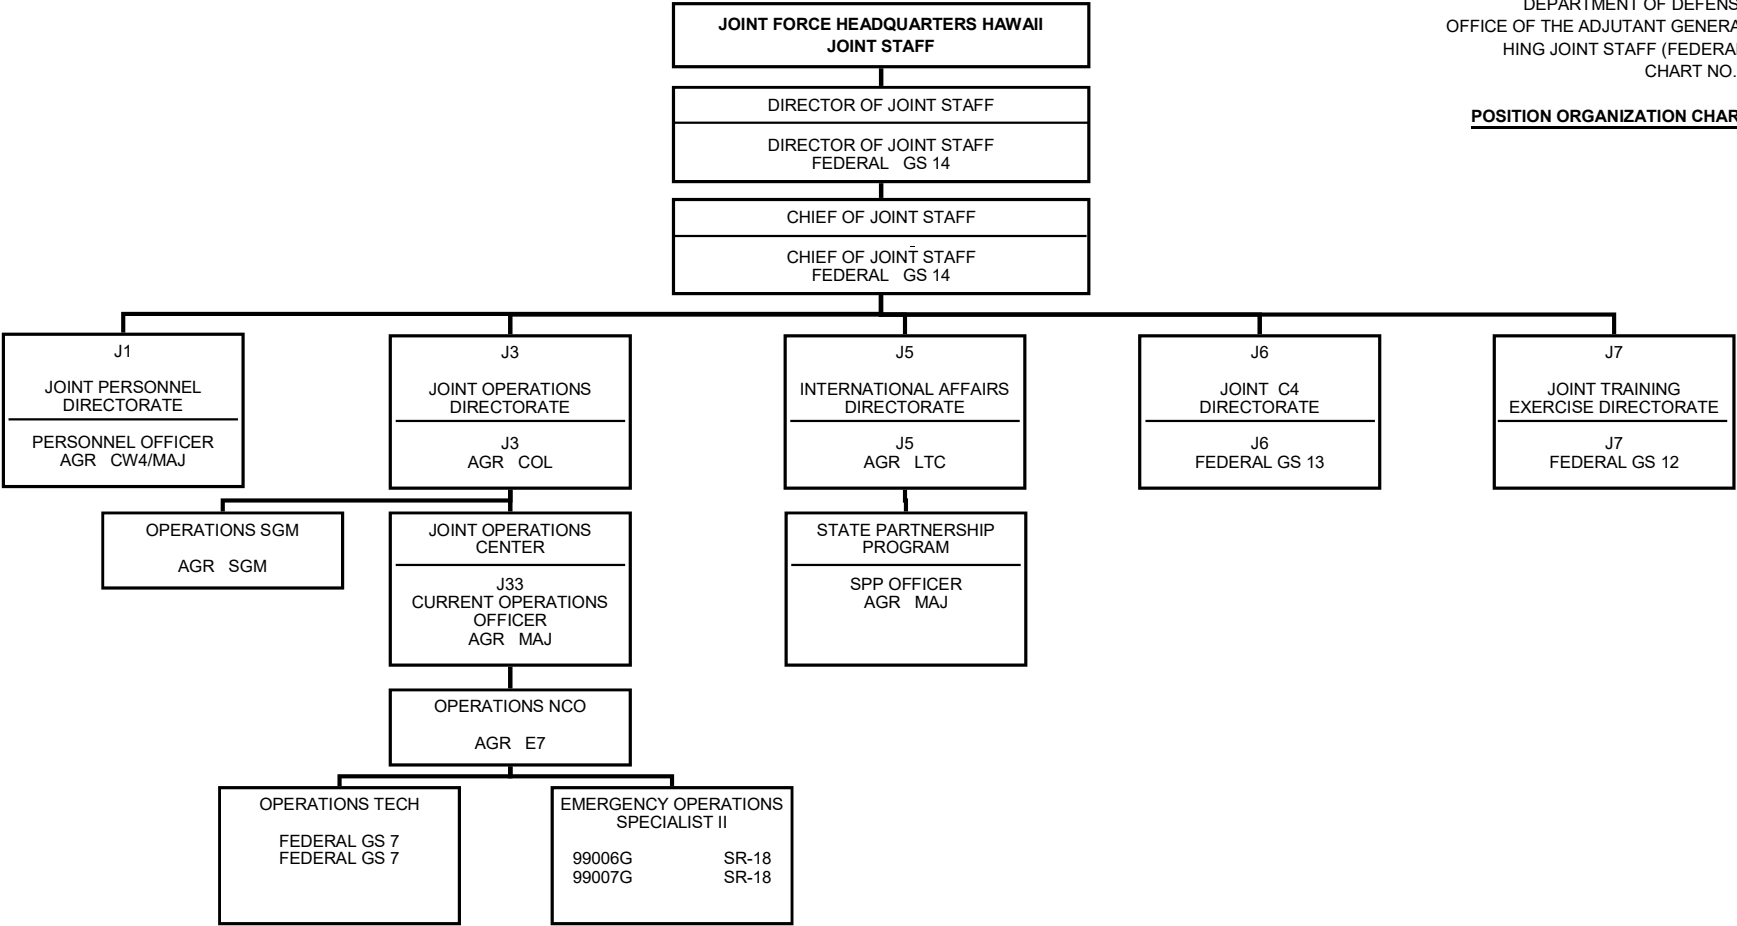 JOINT FORCE HEADQUARTERS HAWAII
JOINT STAFF
DEPARTMENT OF DEFENS
OFFICE OF THE ADJUTANT GENERA
HING JOINT STAFF (FEDERAL
CHART NO.
POSITION ORGANIZATION CHAR
DIRECTOR OF JOINT STAFF
DIRECTOR OF JOINT STAFF
FEDERAL GS 14
CHIEF OF JOINT STAFF
CHIEF OF JOINT STAFF
FEDERAL GS 14
J1
JOINT PERSONNEL
DIRECTORATE
PERSONNEL OFFICER
AGR CW4/MAJ
J3
JOINT OPERATIONS
DIRECTORATE
J3
AGR COL
J5
INTERNATIONAL AFFAIRS
DIRECTORATE
J5
AGR LTC
J6
JOINT C4
DIRECTORATE
J6
FEDERAL GS 13
J7
JOINT TRAINING
EXERCISE DIRECTORATE
J7
FEDERAL GS 12
OPERATIONS SGM
AGR SGM
JOINT OPERATIONS
CENTER
J33
CURRENT OPERATIONS
OFFICER
AGR MAJ
STATE PARTNERSHIP
PROGRAM
SPP OFFICER
AGR MAJ
OPERATIONS NCO
AGR E7
OPERATIONS TECH
FEDERAL GS 7
FEDERAL GS 7
EMERGENCY OPERATIONS
SPECIALIST II
99006G SR-18
99007G SR-18